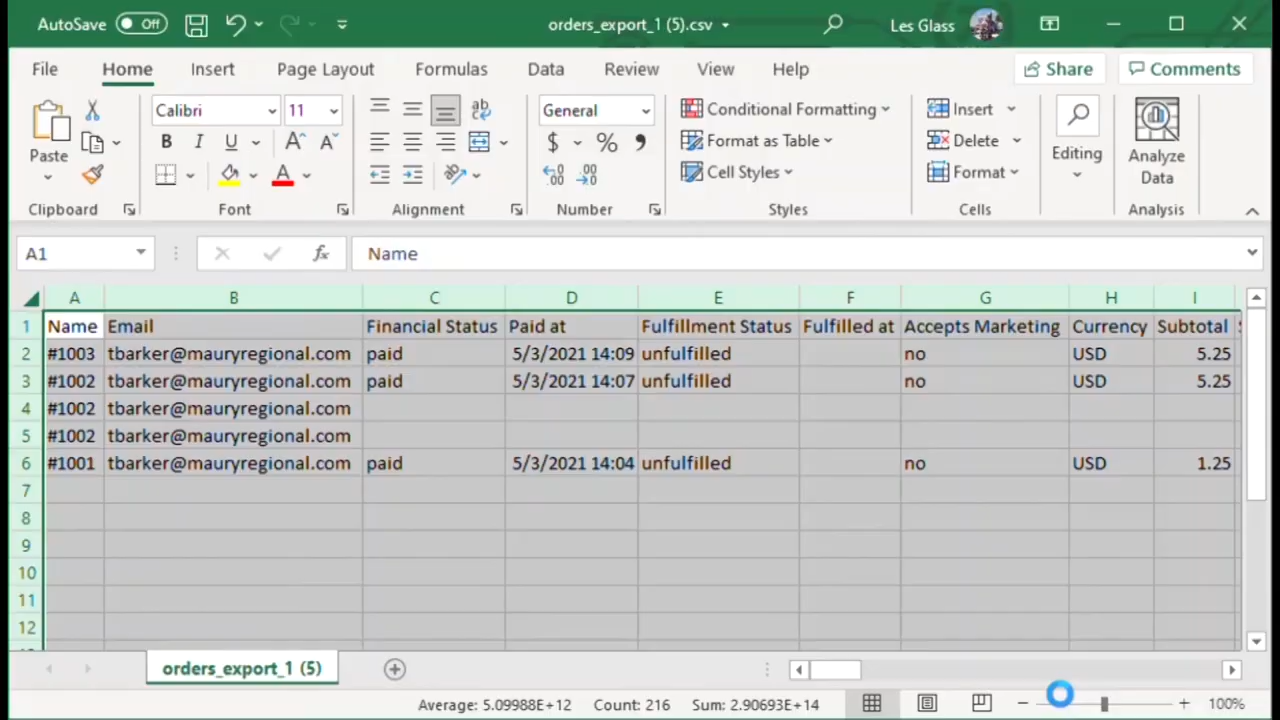 AutoSave Off orders_export_1 (5).csv Les Glass
File Home Insert Page Layout Formulas Data Review View Help Share Comments
Calibri 11 General Conditional Formatting Insert
Paste B I U A A $ % Format as Table Delete Editing Analyze Data
Cell Styles Format
Clipboard Font Alignment Number Styles Cells Analysis
A1 fx Name
A B C D E F G H I
1 Name Email Financial Status Paid at Fulfillment Status Fulfilled at Accepts Marketing Currency Subtotal
2 #1003 tbarker@mauryregional.com paid 5/3/2021 14:09 unfulfilled no USD 5.25
3 #1002 tbarker@mauryregional.com paid 5/3/2021 14:07 unfulfilled no USD 5.25
4 #1002 tbarker@mauryregional.com
5 #1002 tbarker@mauryregional.com
6 #1001 tbarker@mauryregional.com paid 5/3/2021 14:04 unfulfilled no USD 1.25
7
8
9
10
11
12
orders_export_1 (5)
Average: 5.09988E+12 Count: 216 Sum: 2.90693E+14 100%